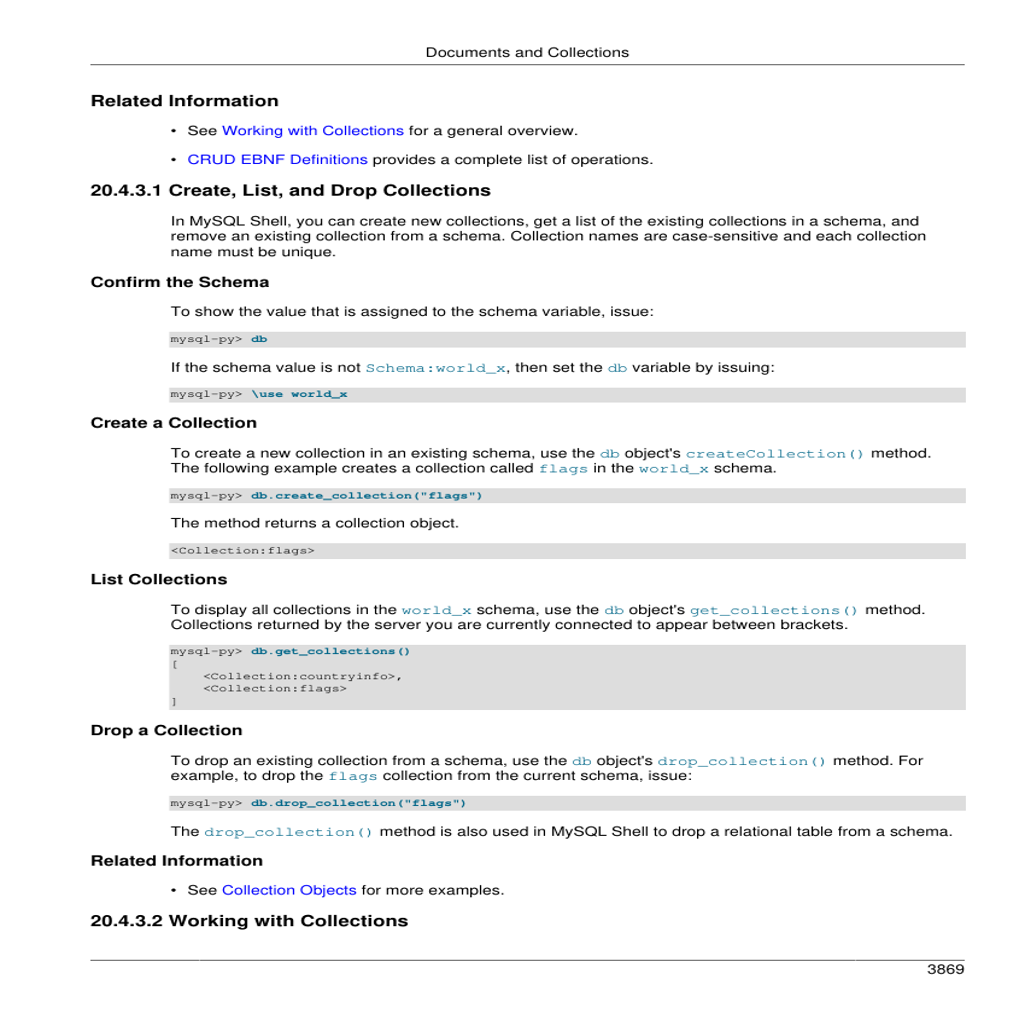 Documents and Collections
Related Information
• See Working with Collections for a general overview.
• CRUD EBNF Definitions provides a complete list of operations.
20.4.3.1 Create, List, and Drop Collections
In MySQL Shell, you can create new collections, get a list of the existing collections in a schema, and
remove an existing collection from a schema. Collection names are case-sensitive and each collection
name must be unique.
Confirm the Schema
To show the value that is assigned to the schema variable, issue:
mysql-py> db
If the schema value is not Schema:world_x, then set the db variable by issuing:
mysql-py> \use world_x
Create a Collection
To create a new collection in an existing schema, use the db object's createCollection() method.
The following example creates a collection called flags in the world_x schema.
mysql-py> db.create_collection("flags")
The method returns a collection object.
<Collection:flags>
List Collections
To display all collections in the world_x schema, use the db object's get_collections() method.
Collections returned by the server you are currently connected to appear between brackets.
mysql-py> db.get_collections()
[
    <Collection:countryinfo>,
    <Collection:flags>
]
Drop a Collection
To drop an existing collection from a schema, use the db object's drop_collection() method. For
example, to drop the flags collection from the current schema, issue:
mysql-py> db.drop_collection("flags")
The drop_collection() method is also used in MySQL Shell to drop a relational table from a schema.
Related Information
• See Collection Objects for more examples.
20.4.3.2 Working with Collections
3869